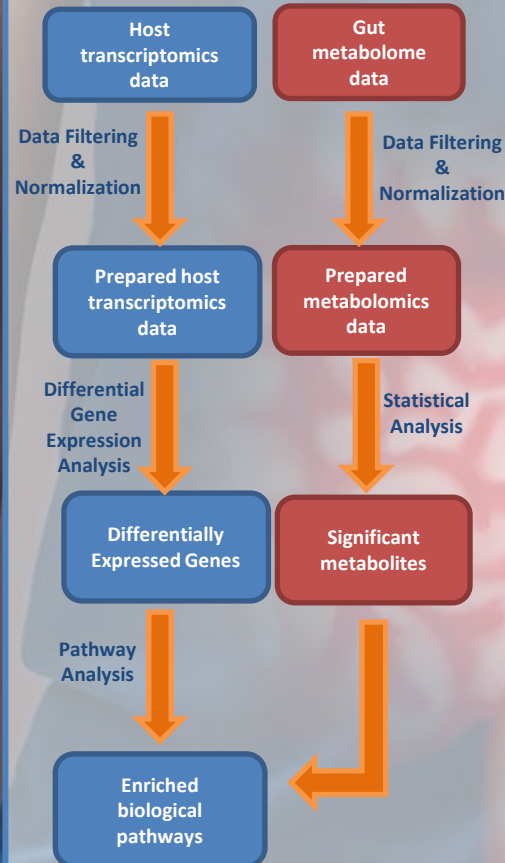 Host
transcriptomics
data
Gut
metabolome
data
Data Filtering
&
Normalization
Data Filtering
&
Normalization
Prepared host
transcriptomics
data
Prepared
metabolomics
data
Differential
Gene
Expression
Analysis
Statistical
Analysis
Differentially
Expressed Genes
Significant
metabolites
Pathway
Analysis
Enriched
biological
pathways